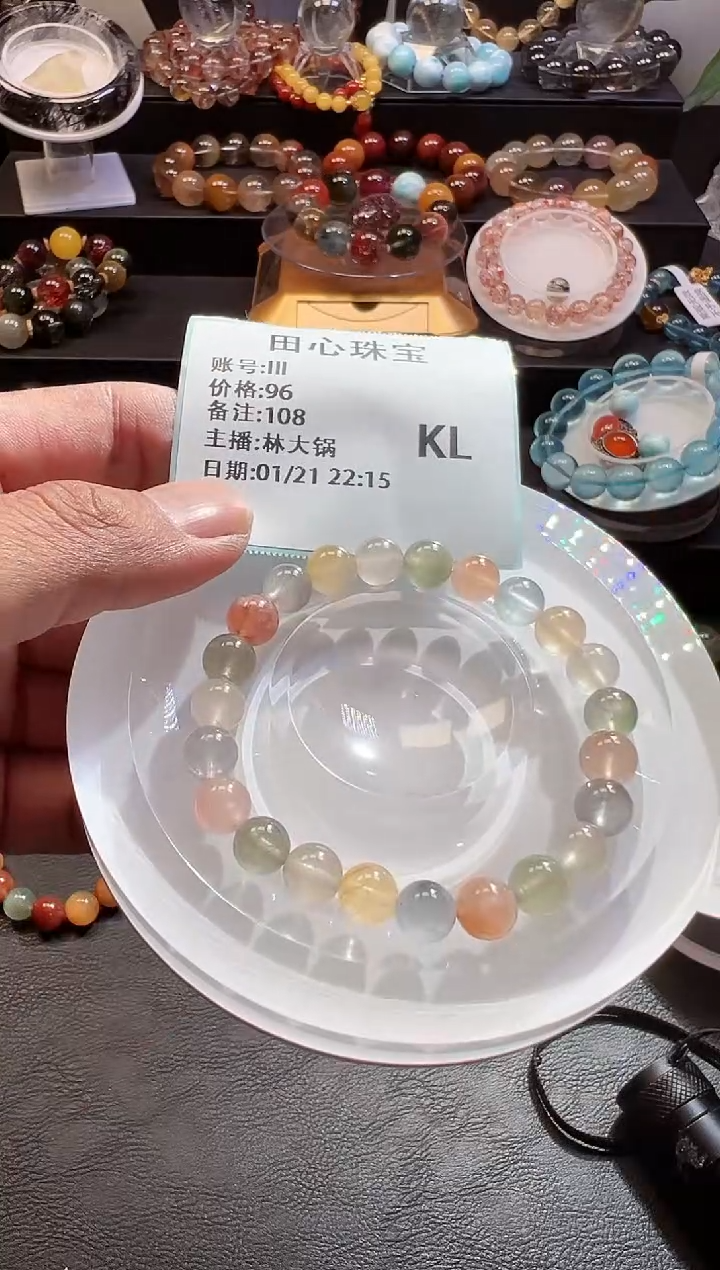 田心珠宝
账号:lll
价格:96
备注:108
主播:林大锅
KL
日期:01/21 22:15